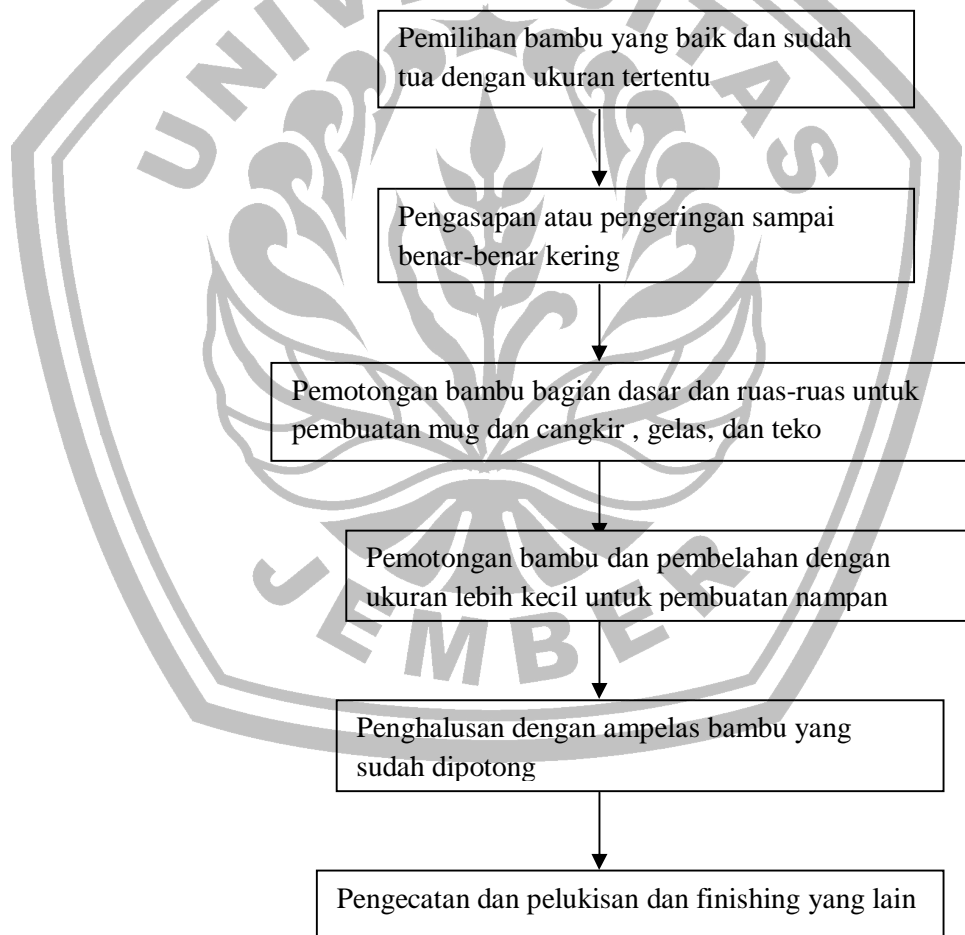 UNIVERSITAS
Pemilihan bambu yang baik dan sudah
tua dengan ukuran tertentu
Pengasapan atau pengeringan sampai
benar-benar kering
Pemotongan bambu bagian dasar dan ruas-ruas untuk
pembuatan mug dan cangkir , gelas, dan teko
Pemotongan bambu dan pembelahan dengan
ukuran lebih kecil untuk pembuatan nampan
JEMBER
Penghalusan dengan ampelas bambu yang
sudah dipotong
Pengecatan dan pelukisan dan finishing yang lain